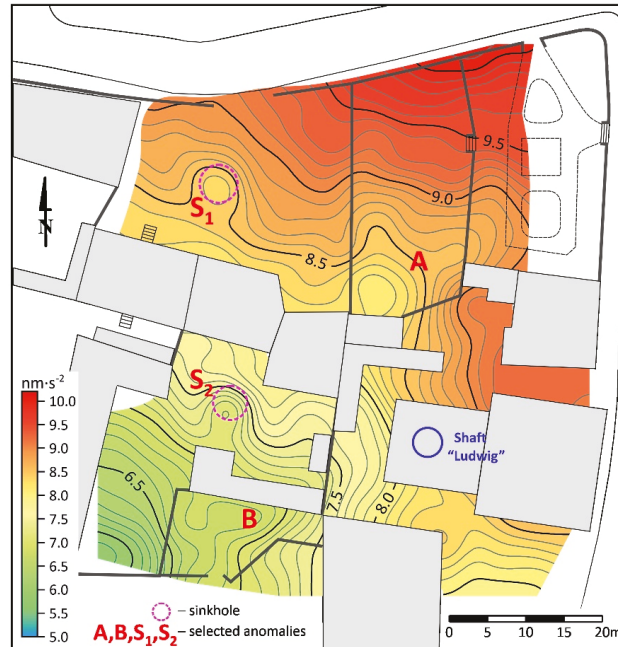 9.5
9.0
S1
8.5
A
N
S2
nm·s-2
10.0
9.5
9.0
8.5
8.0
7.5
7.0
6.5
6.0
5.5
5.0
Shaft
"Ludwig"
6.5
7.5
8.0
B
– sinkhole
A,B,S1,S2 – selected anomalies
0 5 10 15 20m